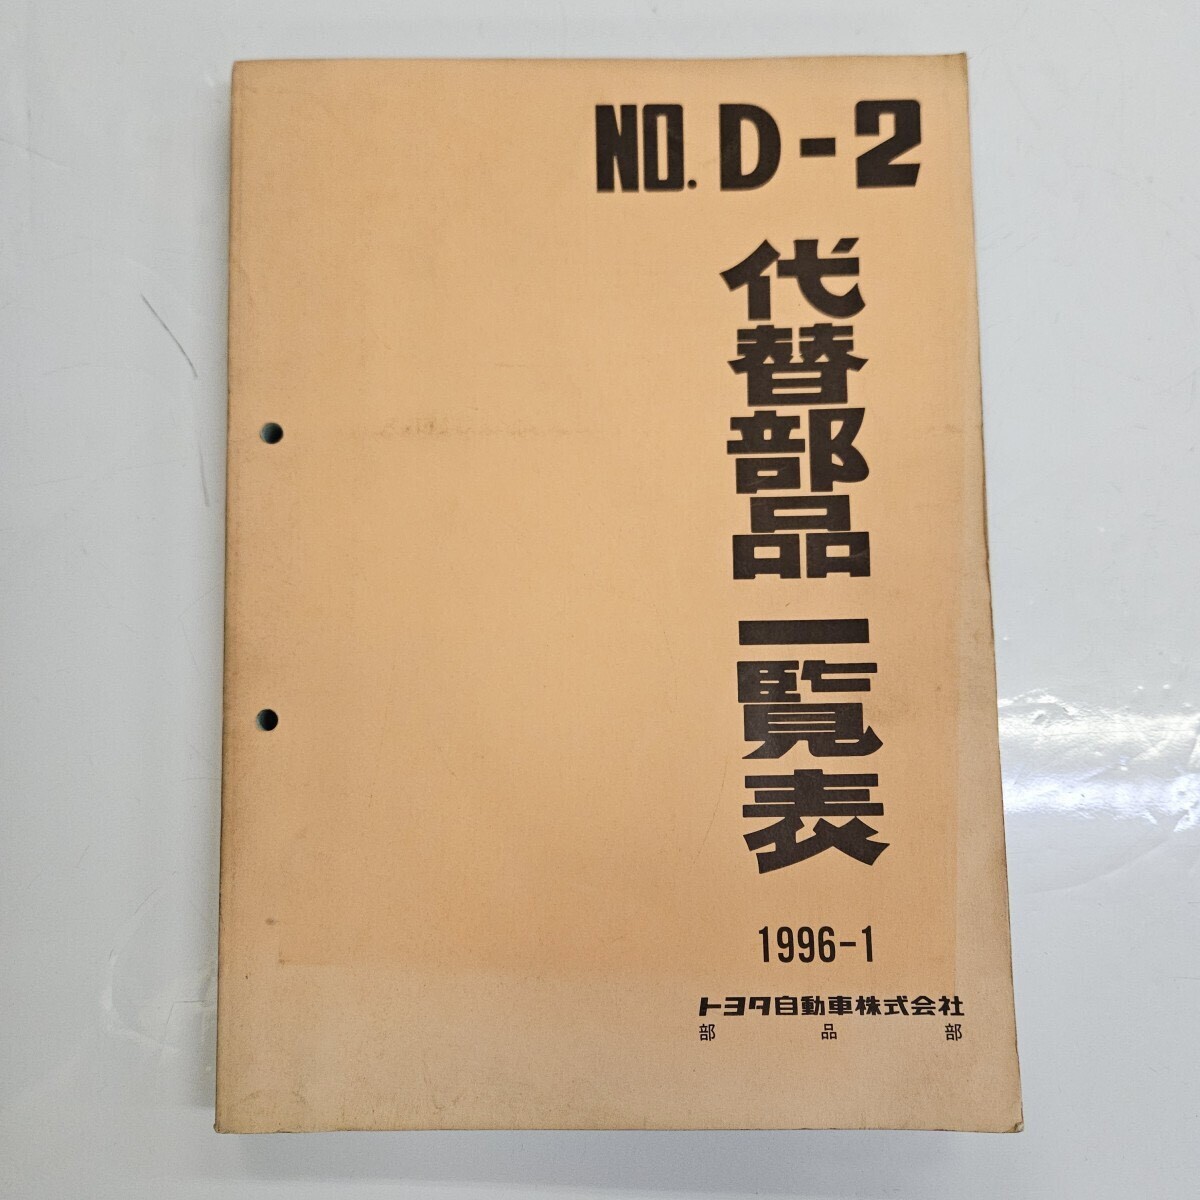 NO. D-2
代替部品一覧表
1996-1
トヨタ自動車株式会社
部品部